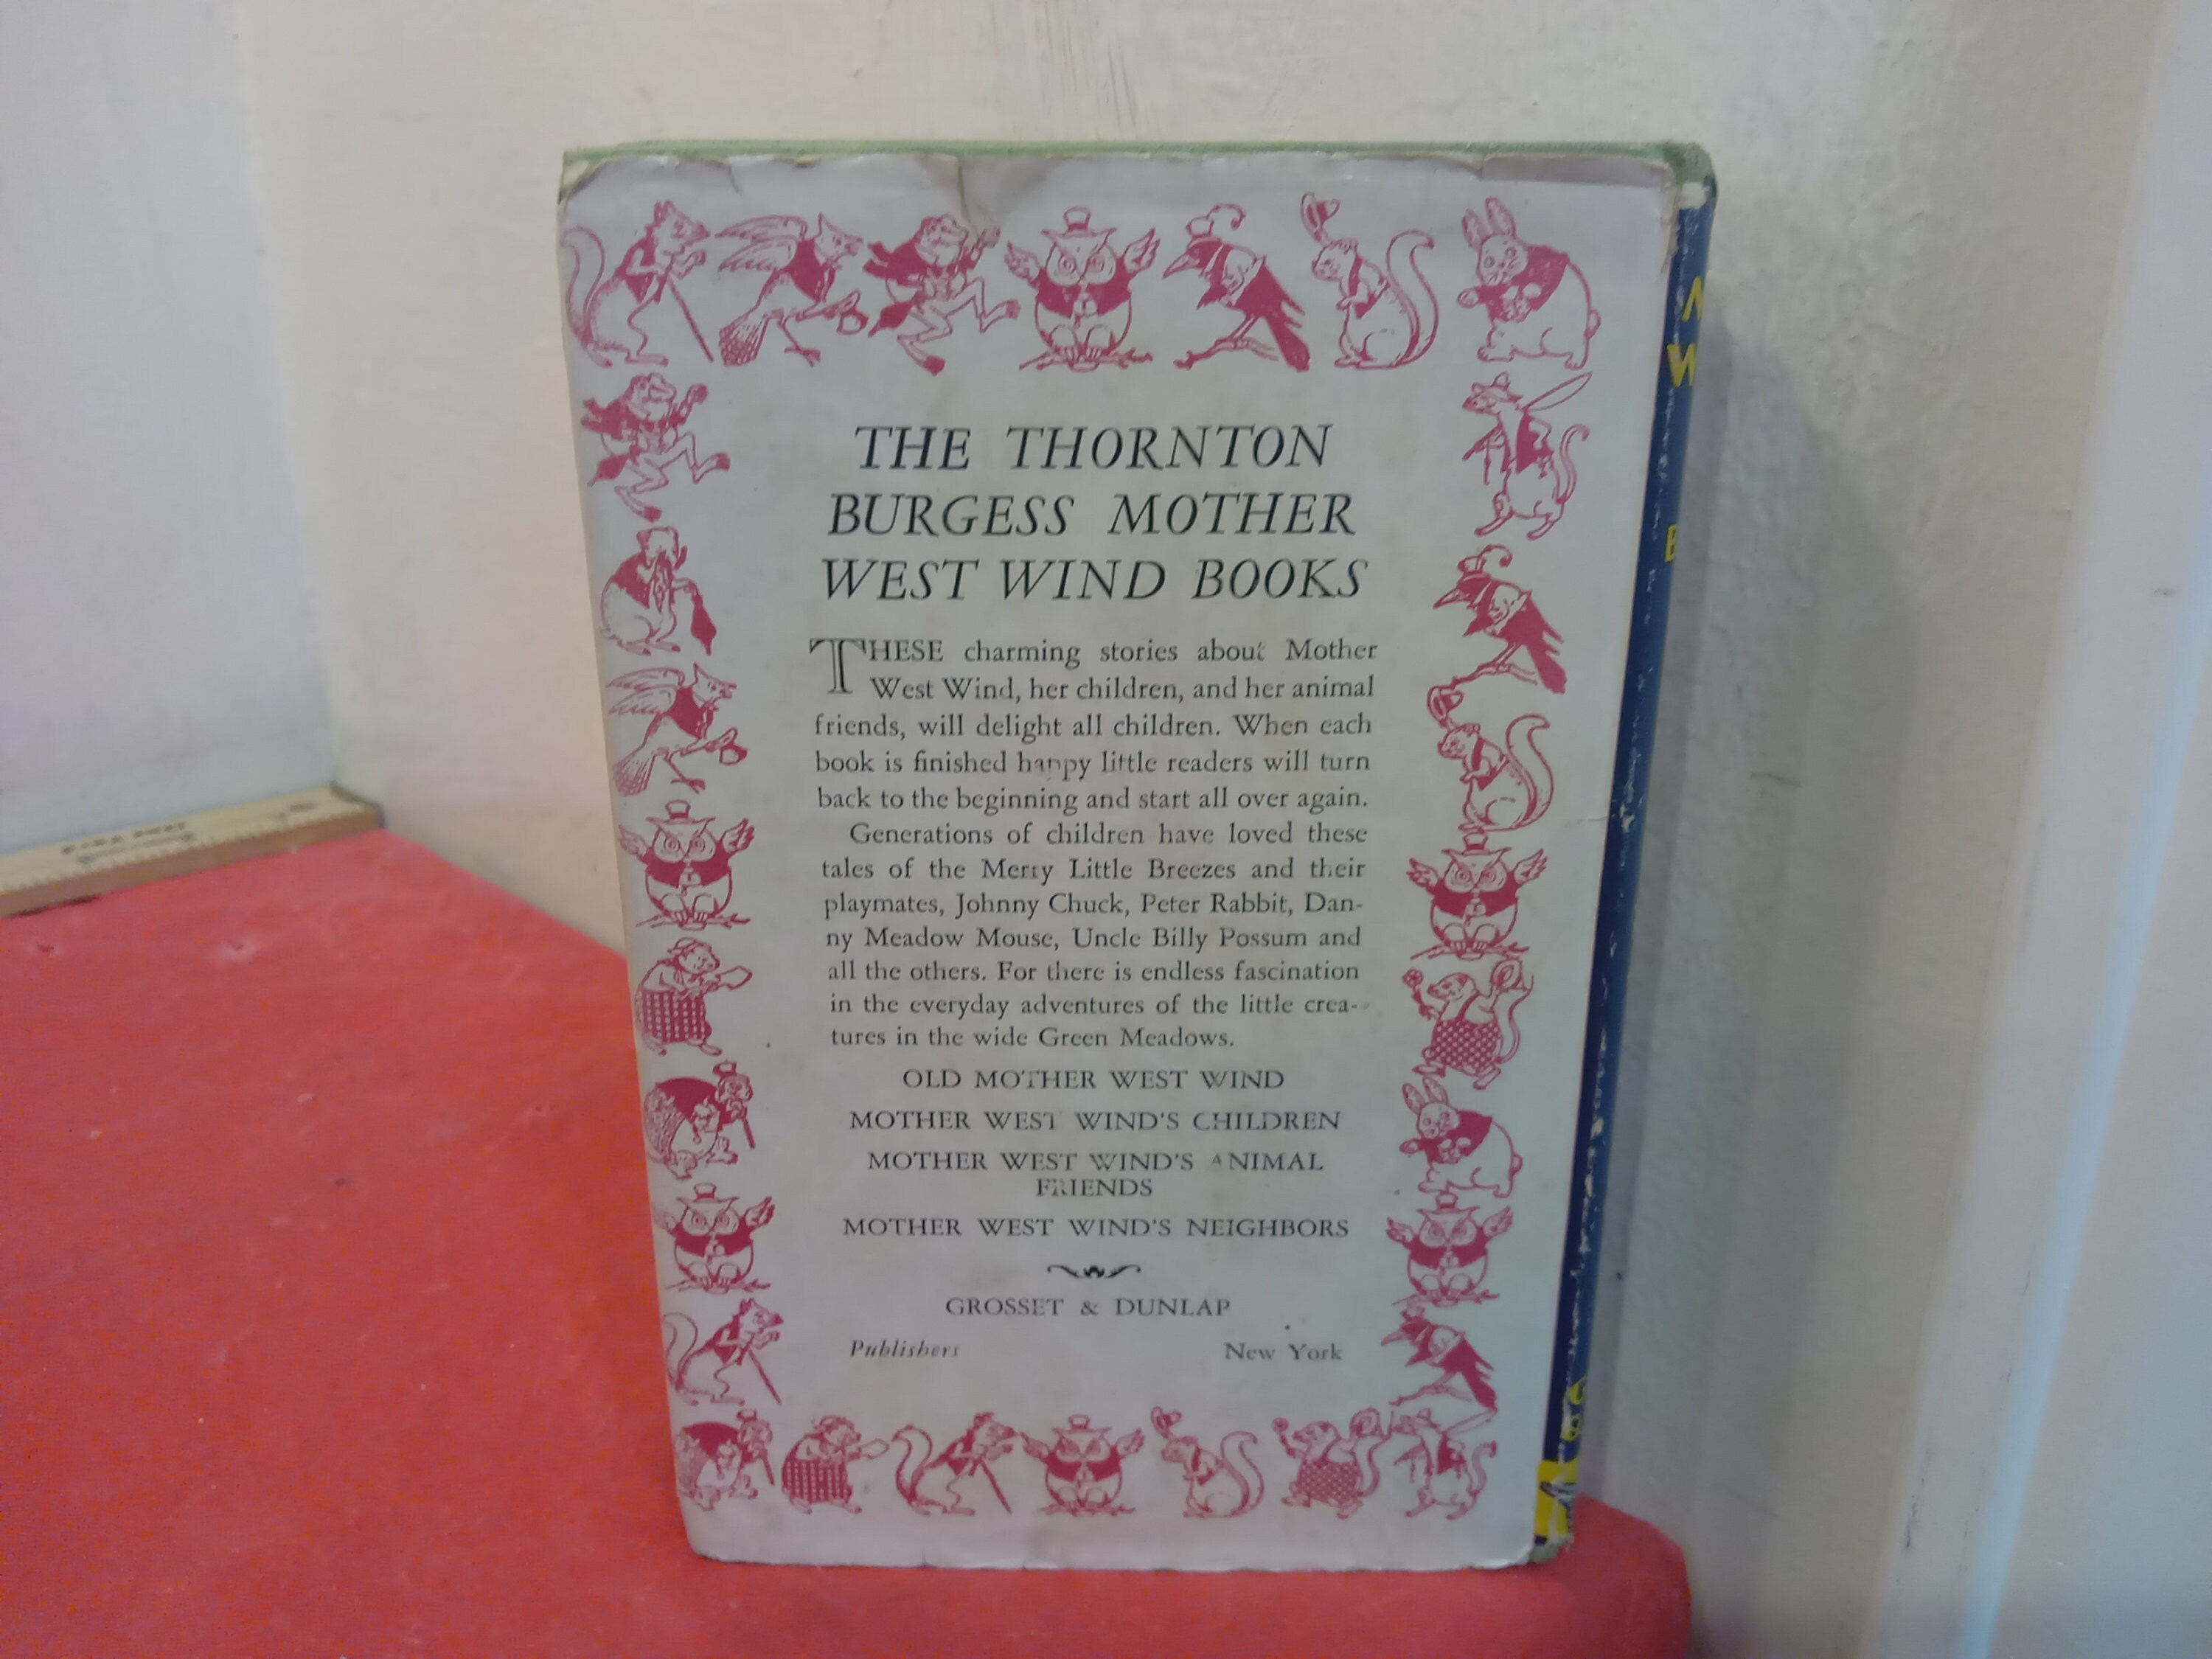 THE THORNTON
BURGESS MOTHER
WEST WIND BOOKS
THESE charming stories about Mother
West Wind, her children, and her animal
friends, will delight all children. When each
book is finished happy little readers will turn
back to the beginning and start all over again.
Generations of children have loved these
tales of the Merry Little Breezes and their
playmates, Johnny Chuck, Peter Rabbit, Dan-
ny Meadow Mouse, Uncle Billy Possum and
all the others. For there is endless fascination
in the everyday adventures of the little crea-
tures in the wide Green Meadows.
OLD MOTHER WEST WIND
MOTHER WEST WIND'S CHILDREN
MOTHER WEST WIND'S ANIMAL
FRIENDS
MOTHER WEST WIND'S NEIGHBORS
GROSSET & DUNLAP
Publishers New York